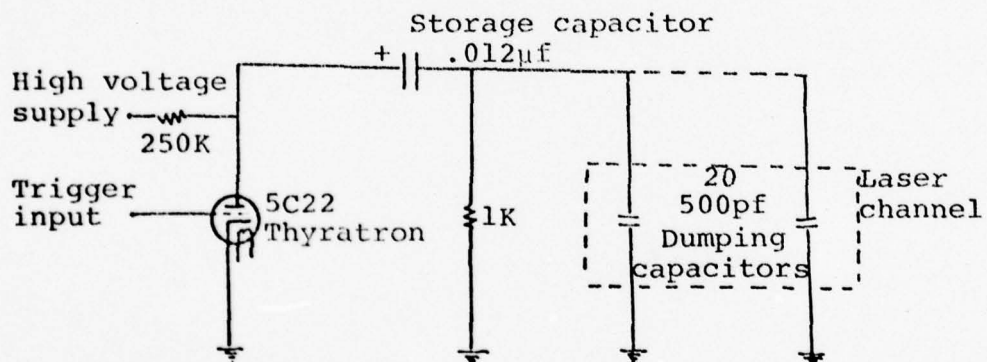 Storage capacitor
+ .012μf
High voltage
supply
250K
Trigger
input
5C22
Thyratron
1K
20
500pf
Dumping
capacitors
Laser
channel